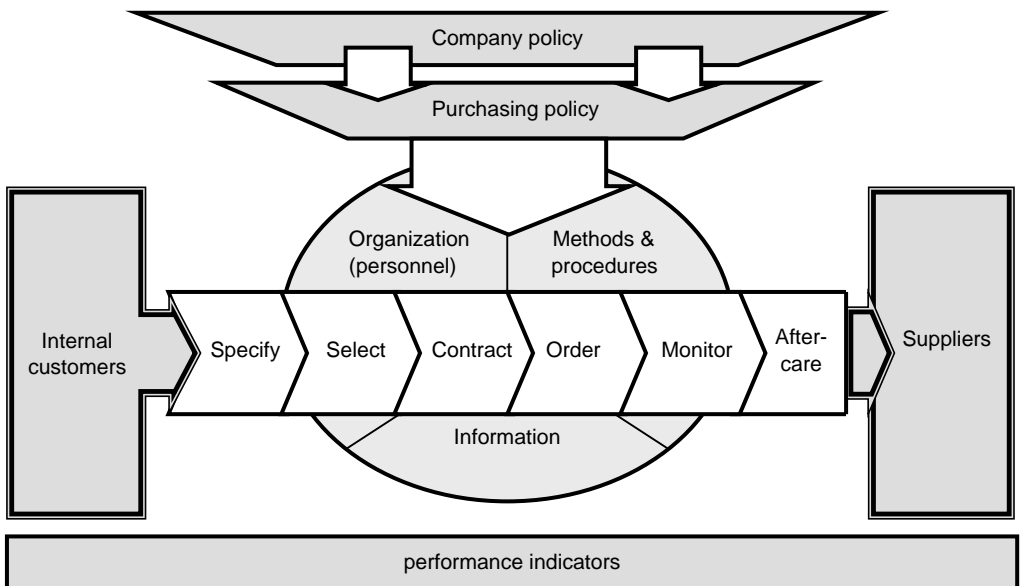 Company policy
Purchasing policy
Organization
(personnel)
Methods &
procedures
Internal
customers
Specify
Select
Contract
Order
Monitor
After-
care
Suppliers
Information
performance indicators